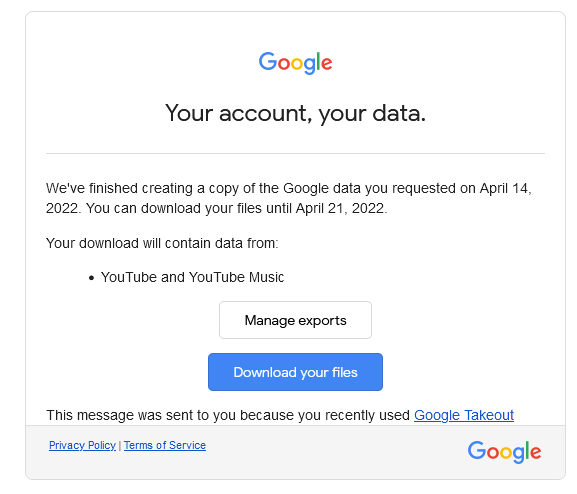 Google
Your account, your data.
We've finished creating a copy of the Google data you requested on April 14,
2022. You can download your files until April 21, 2022.
Your download will contain data from:
• YouTube and YouTube Music
Manage exports
Download your files
This message was sent to you because you recently used Google Takeout
Privacy Policy | Terms of Service
Google